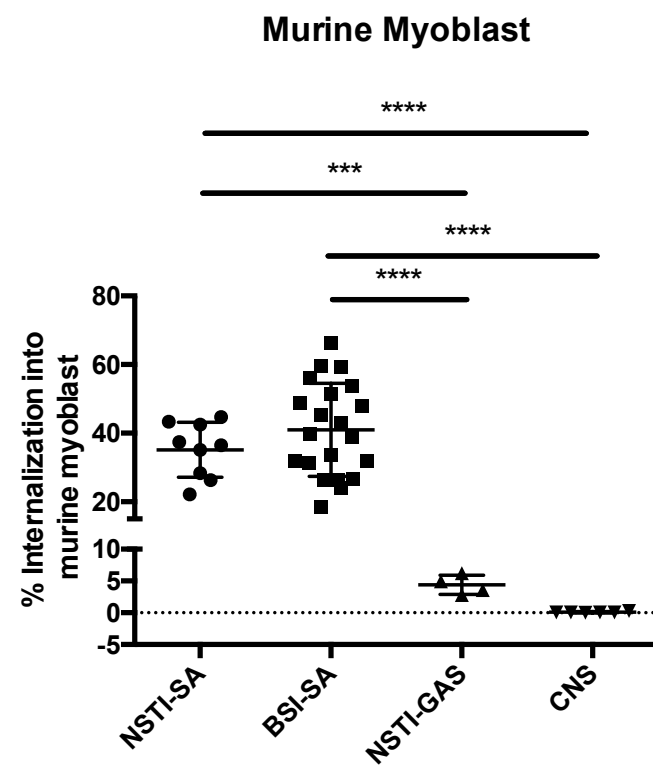 Murine Myoblast
****
***
****
****
% Internalization into
murine myoblast
80
60
40
20
10
5
0
-5
NSTI-SA
BSI-SA
NSTI-GAS
CNS